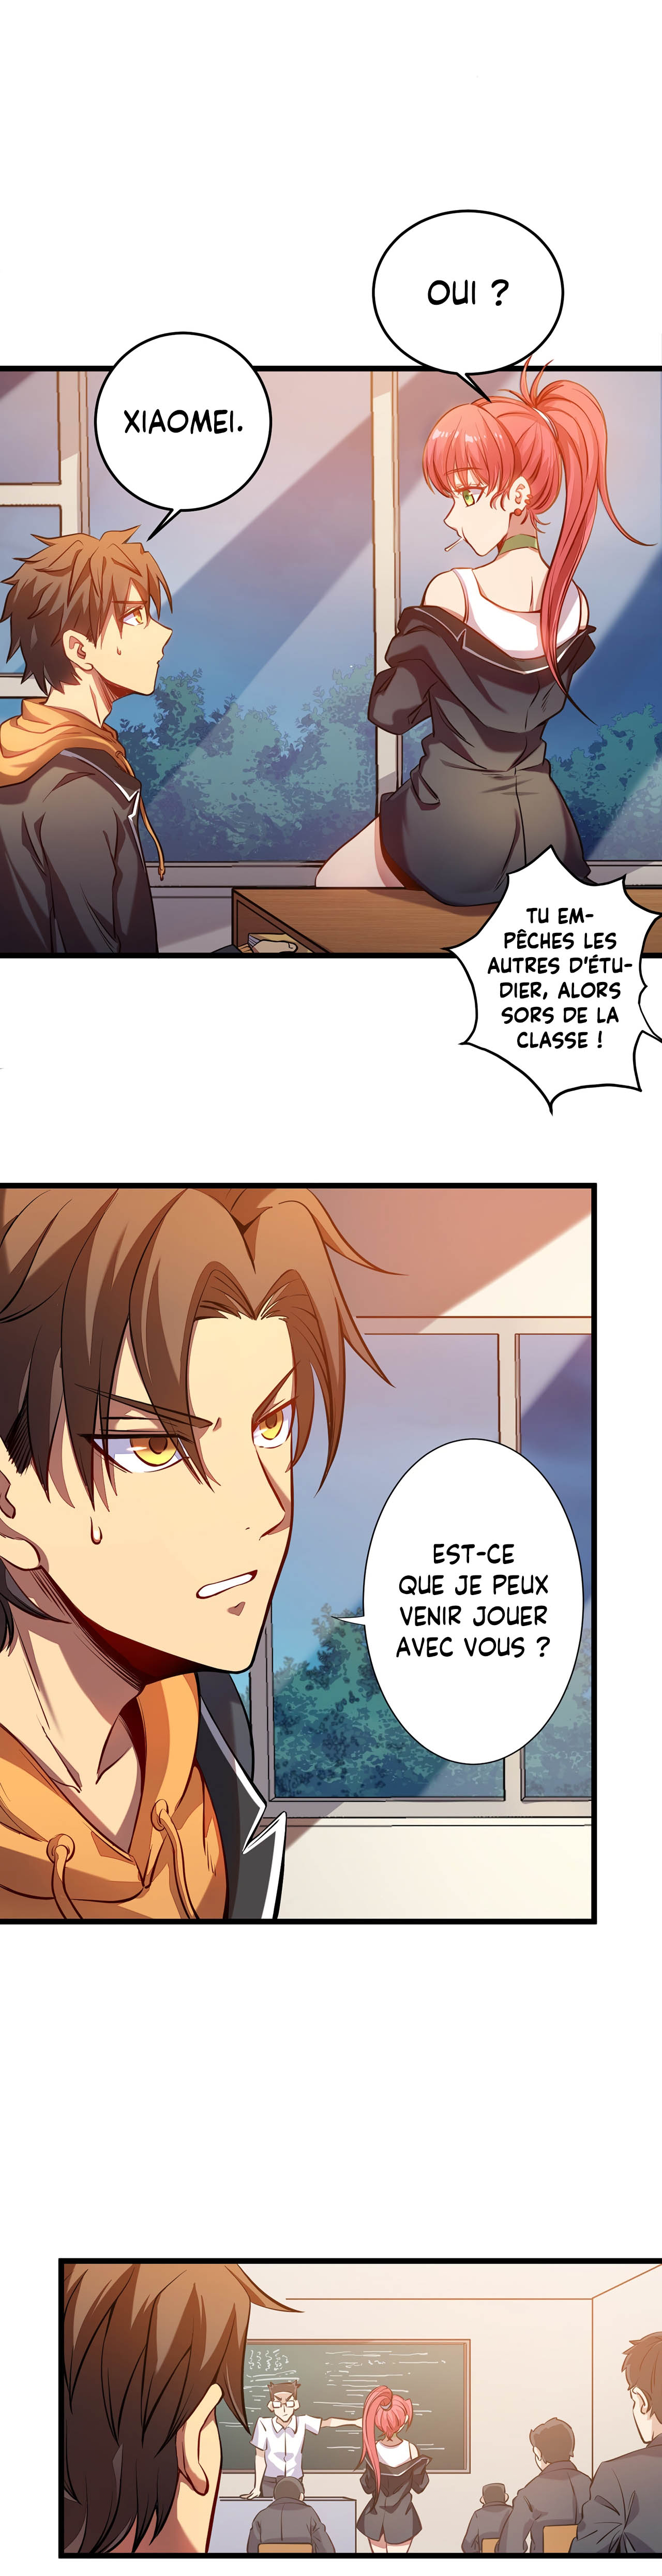 OUI ?
XIAOMEI.
TU EM-
PÊCHES LES
AUTRES D'ÉTU-
DIER, ALORS
SORS DE LA
CLASSE !
EST-CE
QUE JE PEUX
VENIR JOUER
AVEC VOUS ?